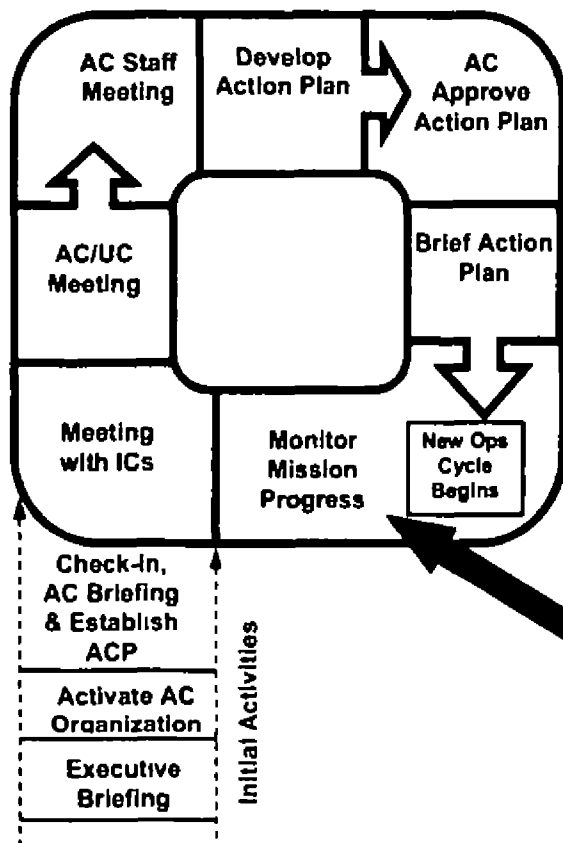 AC Staff
Meeting
Develop
Action Plan
AC
Approve
Action Plan
AC/UC
Meeting
Brief Action
Plan
Meeting
with ICs
Monitor
Mission
Progress
New Ops
Cycle
Begins
Check-in,
AC Briefing
& Establish
ACP
Activate AC
Organization
Executive
Briefing
Initial Activities